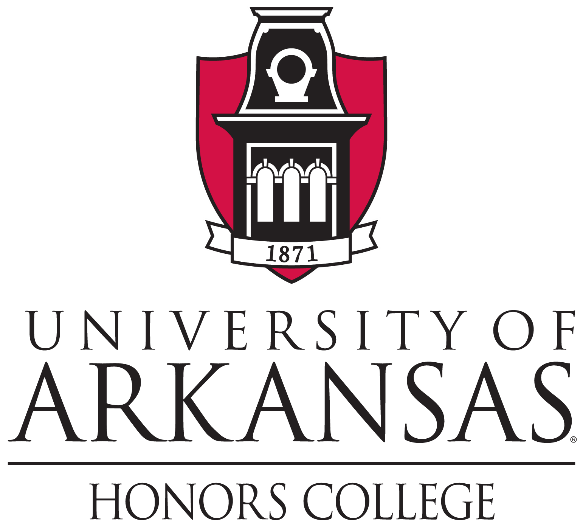 1871
UNIVERSITY OF
ARKANSAS®
HONORS COLLEGE